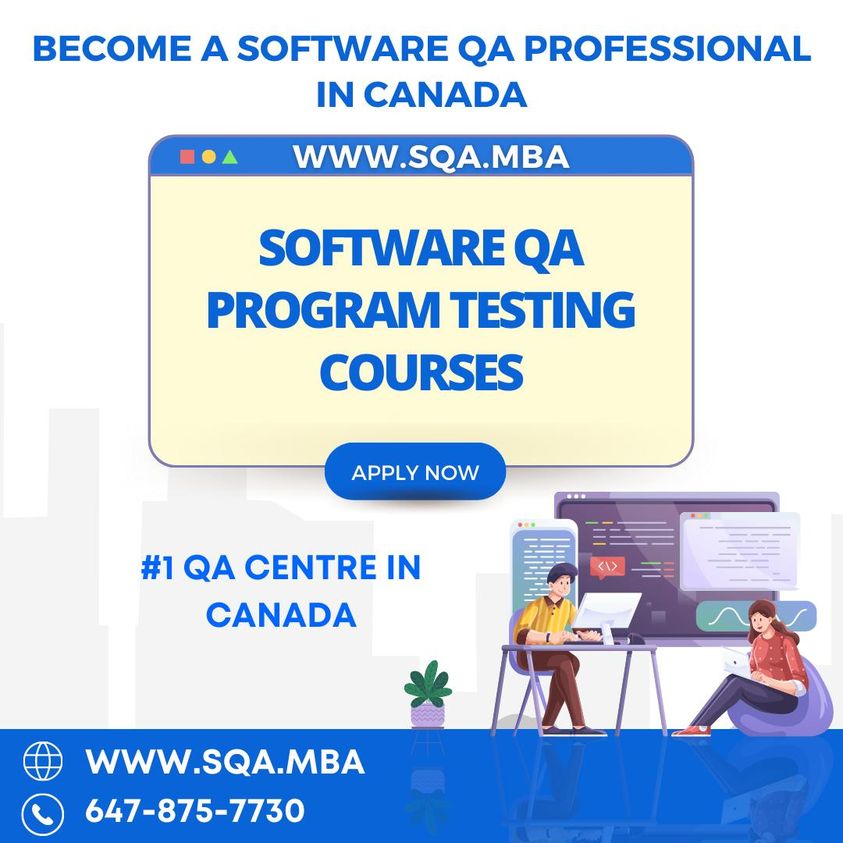 BECOME A SOFTWARE QA PROFESSIONAL
IN CANADA
WWW.SQA.MBA
SOFTWARE QA
PROGRAM TESTING
COURSES
APPLY NOW
#1 QA CENTRE IN
CANADA
WWW.SQA.MBA
647-875-7730